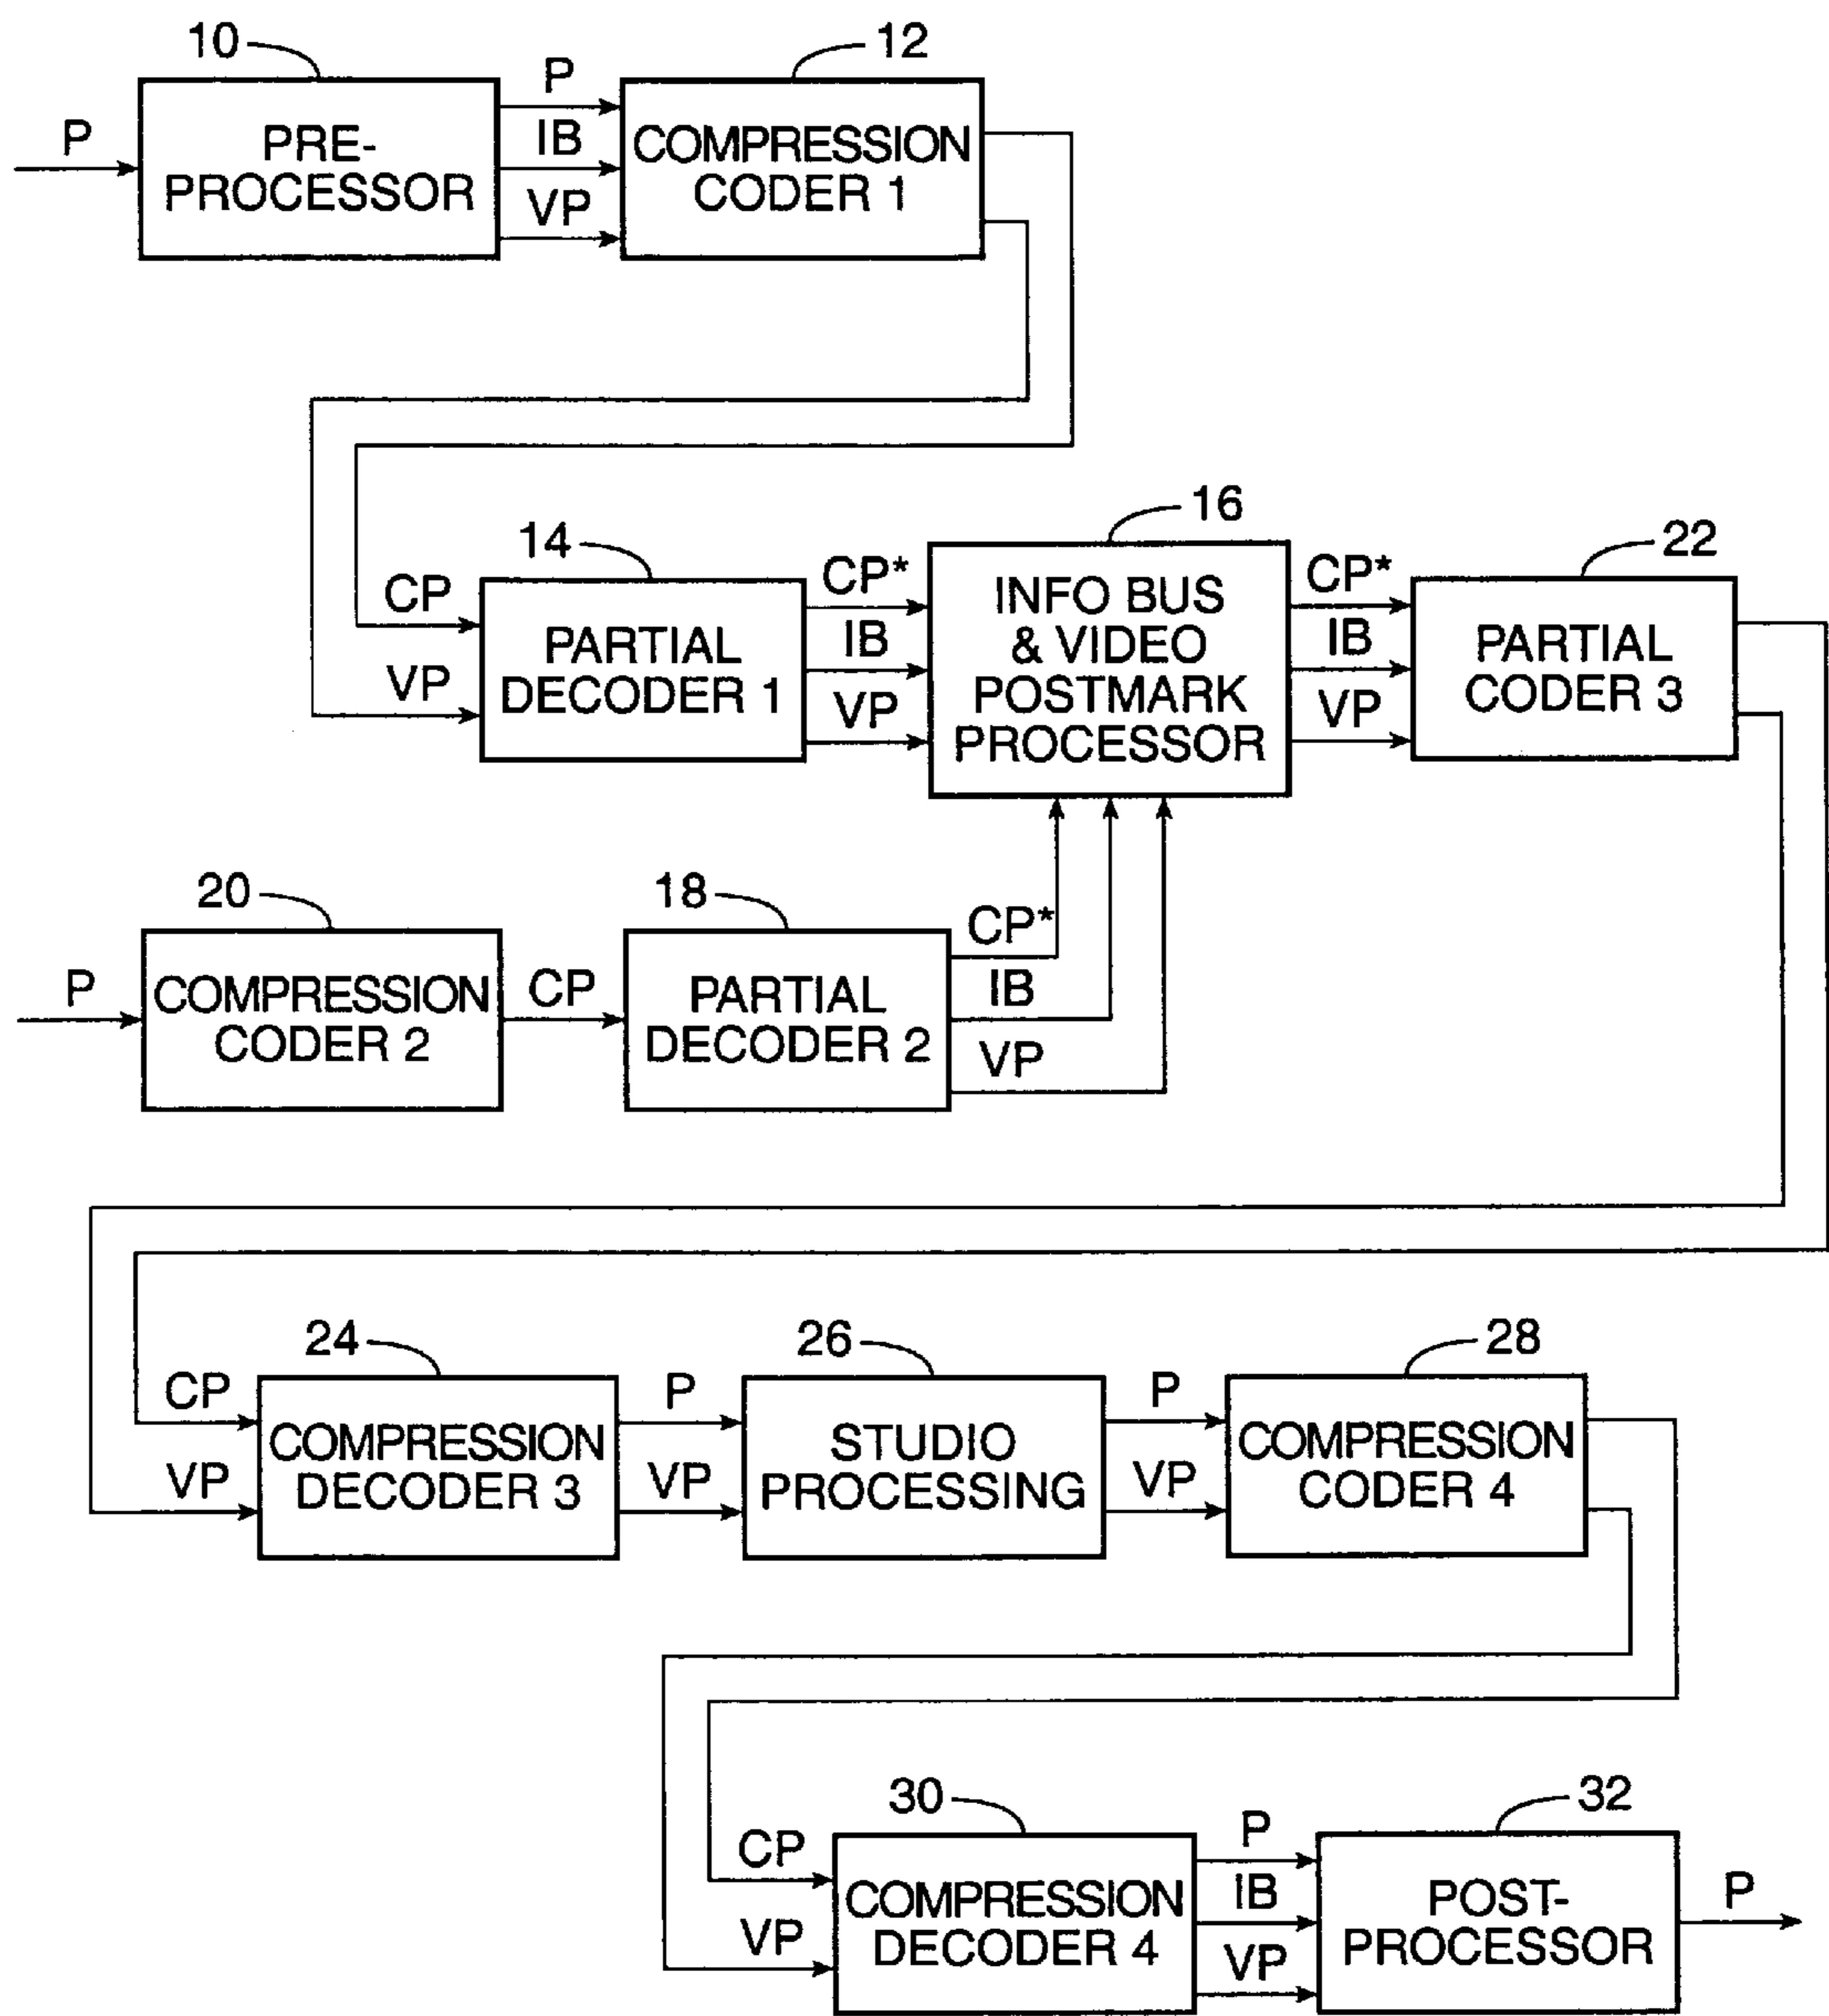 10
12
P
PRE-
PROCESSOR
P
IB
VP
COMPRESSION
CODER 1
14
16
22
CP
VP
PARTIAL
DECODER 1
CP*
IB
VP
INFO BUS
& VIDEO
POSTMARK
PROCESSOR
CP*
IB
VP
PARTIAL
CODER 3
20
18
P
COMPRESSION
CODER 2
CP
PARTIAL
DECODER 2
CP*
IB
VP
24
26
28
CP
VP
COMPRESSION
DECODER 3
P
VP
STUDIO
PROCESSING
P
VP
COMPRESSION
CODER 4
30
32
CP
VP
COMPRESSION
DECODER 4
P
IB
VP
POST-
PROCESSOR
P